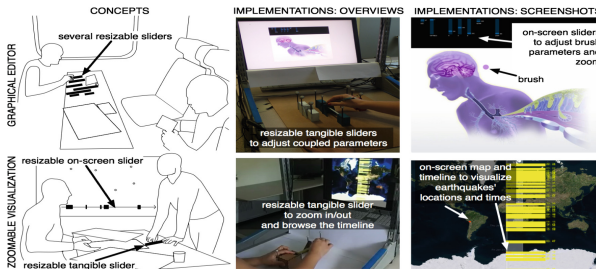 CONCEPTS
IMPLEMENTATIONS: OVERVIEWS
IMPLEMENTATIONS: SCREENSHOTS
GRAPHICAL EDITOR
several resizable sliders
resizable tangible sliders
to adjust coupled parameters
on-screen slider
to adjust brush
parameters and
zoom
brush
ZOOMABLE VISUALIZATION
resizable on-screen slider
resizable tangible slider
resizable tangible slider
to zoom in/out
and browse the timeline
on-screen map and
timeline to visualize
earthquakes'
locations and times